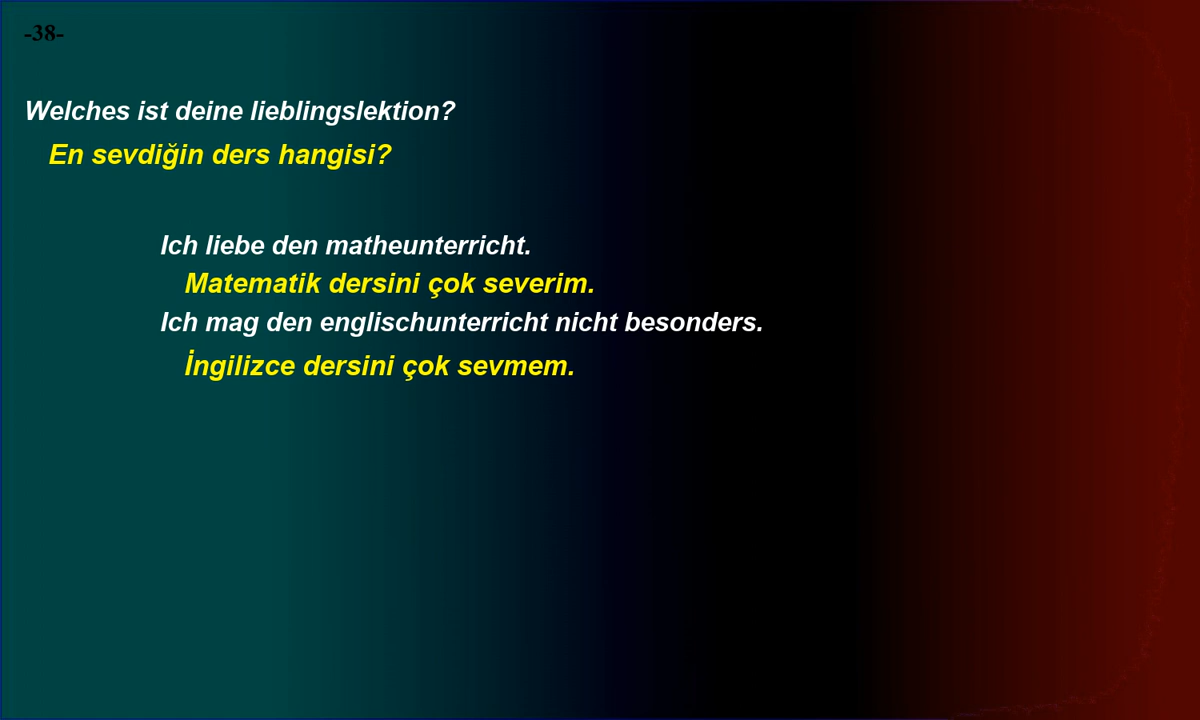 -38-
Welches ist deine lieblingslektion?
En sevdiğin ders hangisi?
Ich liebe den matheunterricht.
Matematik dersini çok severim.
Ich mag den englischunterricht nicht besonders.
İngilizce dersini çok sevmem.